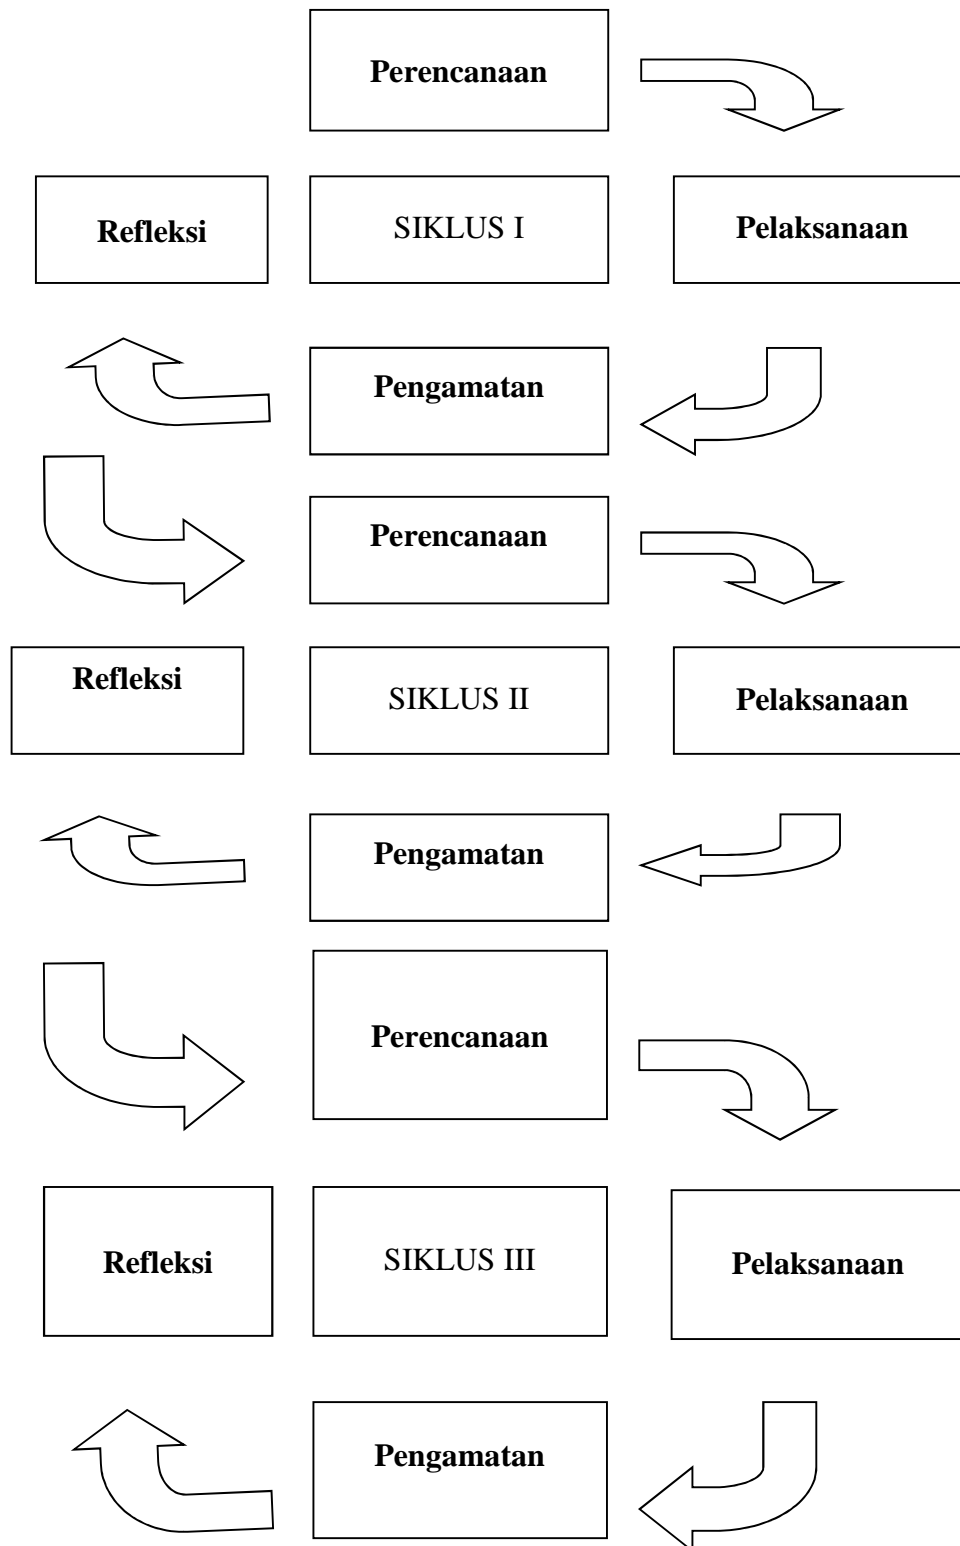 Perencanaan
Refleksi
SIKLUS I
Pelaksanaan
Pengamatan
Perencanaan
Refleksi
SIKLUS II
Pelaksanaan
Pengamatan
Perencanaan
Refleksi
SIKLUS III
Pelaksanaan
Pengamatan